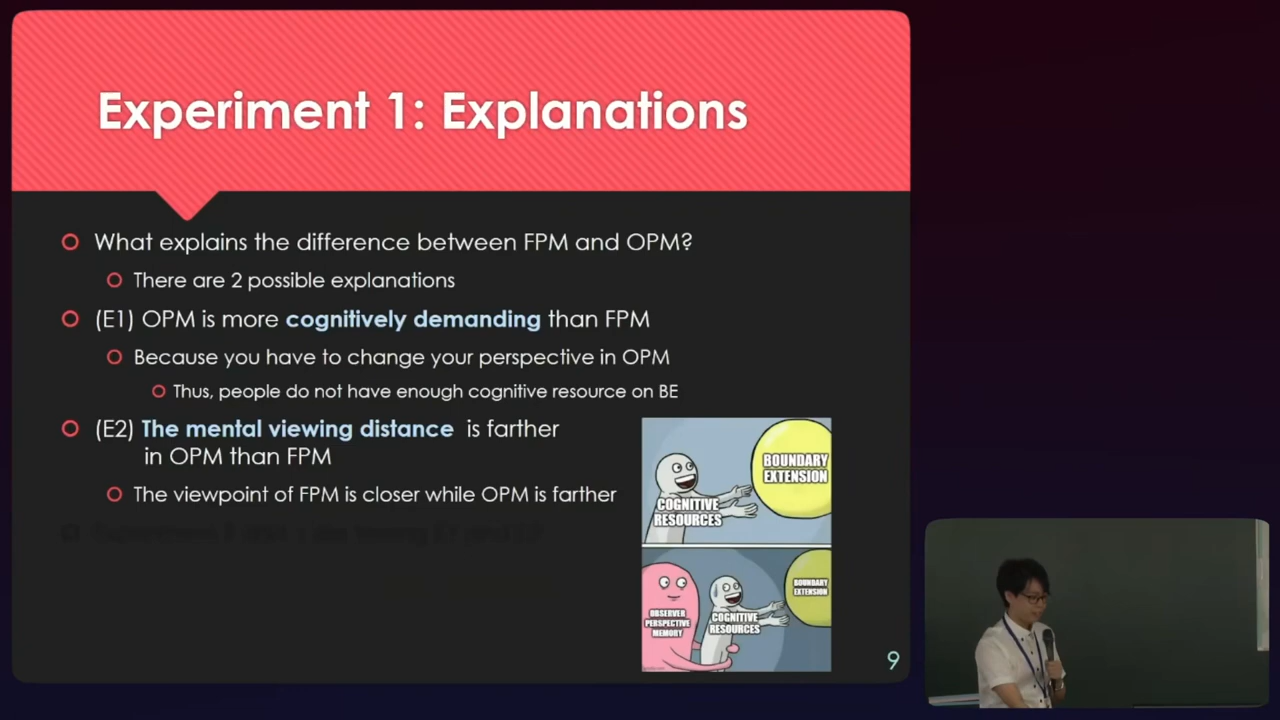 Experiment 1: Explanations
What explains the difference between FPM and OPM?
There are 2 possible explanations
(E1) OPM is more cognitively demanding than FPM
Because you have to change your perspective in OPM
Thus, people do not have enough cognitive resource on BE
(E2) The mental viewing distance is farther
in OPM than FPM
The viewpoint of FPM is closer while OPM is farther
BOUNDARY
EXTENSION
COGNITIVE
RESOURCES
BOUNDARY
EXTENSION
OBSERVER
PERSPECTIVE
MEMORY
COGNITIVE
RESOURCES
9